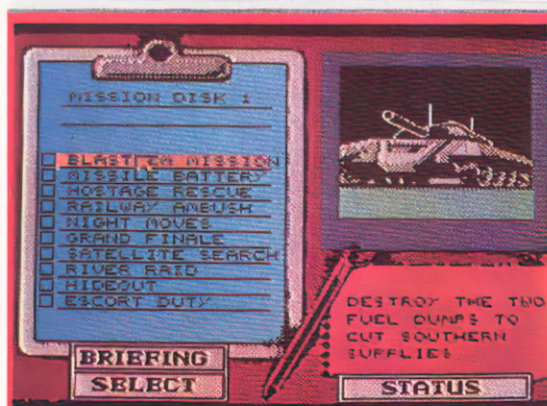 MISSION DISK 1
BLAST EM MISSION
MISSILE BATTERY
HOSTAGE RESCUE
RAILWAY AMBUSH
NIGHT MOVES
GRAND FINALE
SATELLITE SEARCH
RIVER RAID
HIDEOUT
ESCORT DUTY
BRIEFING
SELECT
DESTROY THE TWO
FUEL DUMPS TO
CUT SOUTHERN
SUPPLIES
STATUS